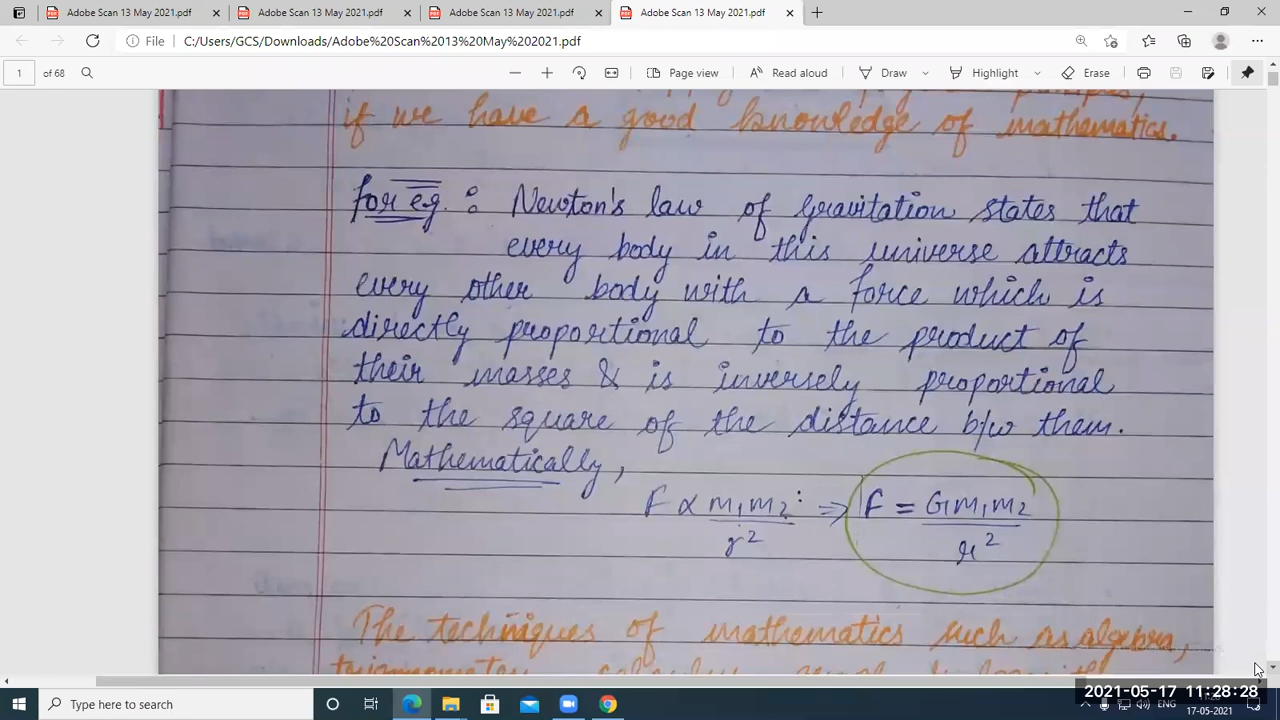 Adobe Scan 13 May 2021.pdf Adobe Scan 13 May 2021.pdf Adobe Scan 13 May 2021.pdf Adobe Scan 13 May 2021.pdf
File C:/Users/GCS/Downloads/Adobe%20Scan%2013%20May%202021.pdf
1 of 68 Page view Read aloud Draw Highlight Erase
if we have a good knowledge of mathematics.
for eg. : Newton's law of gravitation states that
every body in this universe attracts
every other body with a force which is
directly proportional to the product of
their masses & is inversely proportional
to the square of the distance b/w them.
Mathematically,
F ∝ m₁m₂/r² : ⇒ F = Gm₁m₂/r²
The techniques of mathematics such as algebra,
2021-05-17 11:28:28
Type here to search
ENG
17-05-2021